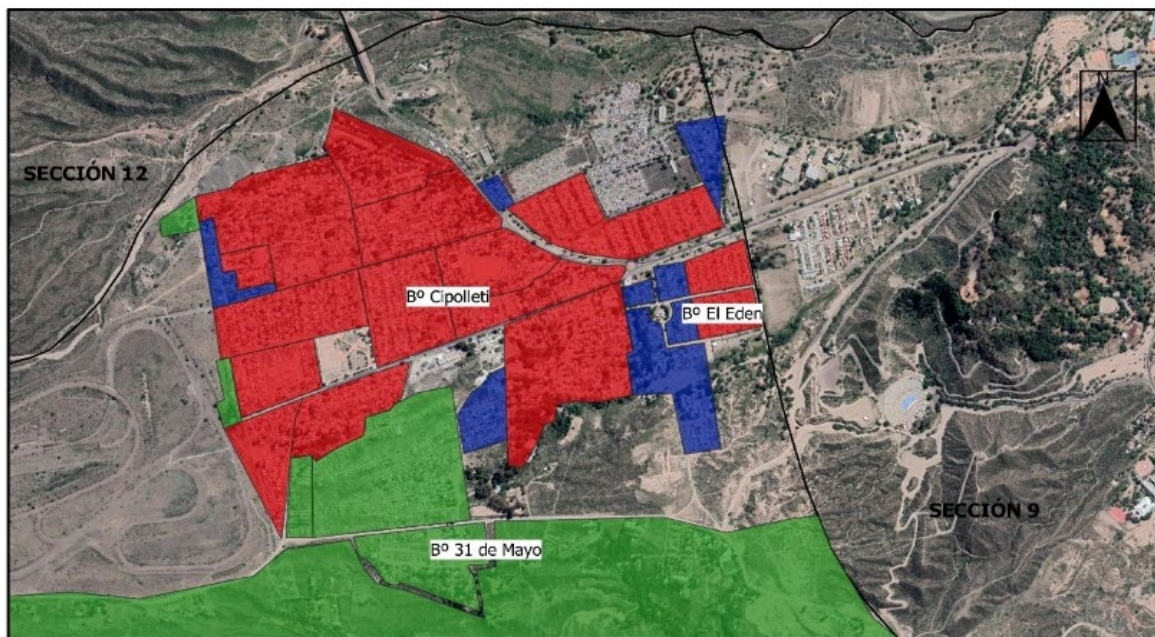 N
SECCIÓN 12
Bº Cipolleti
Bº El Eden
SECCIÓN 9
Bº 31 de Mayo